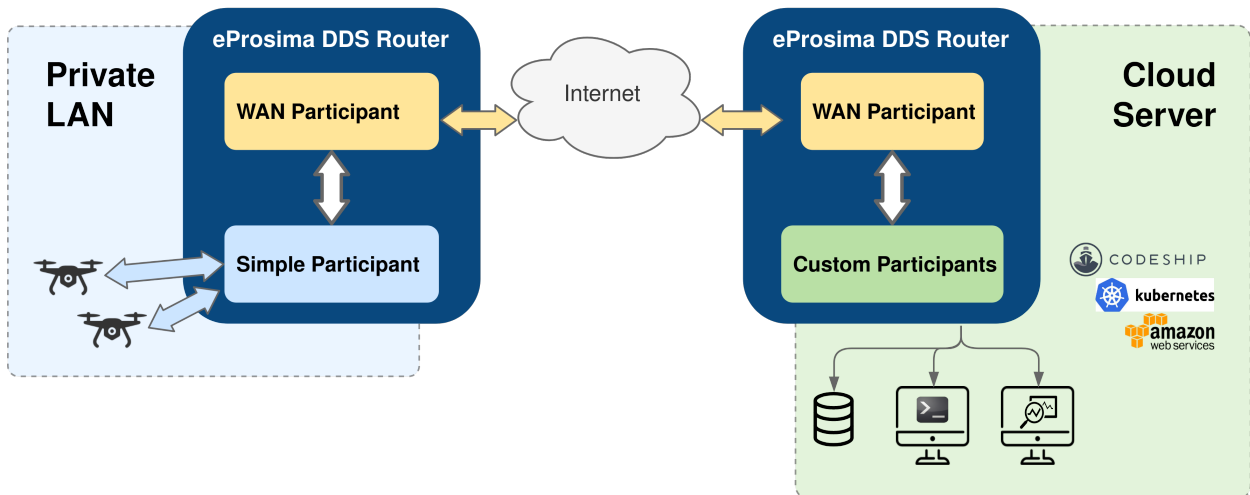 eProsima DDS Router
Private
LAN
WAN Participant
Simple Participant
Internet
eProsima DDS Router
WAN Participant
Custom Participants
Cloud
Server
CODESHIP
kubernetes
amazon
web services